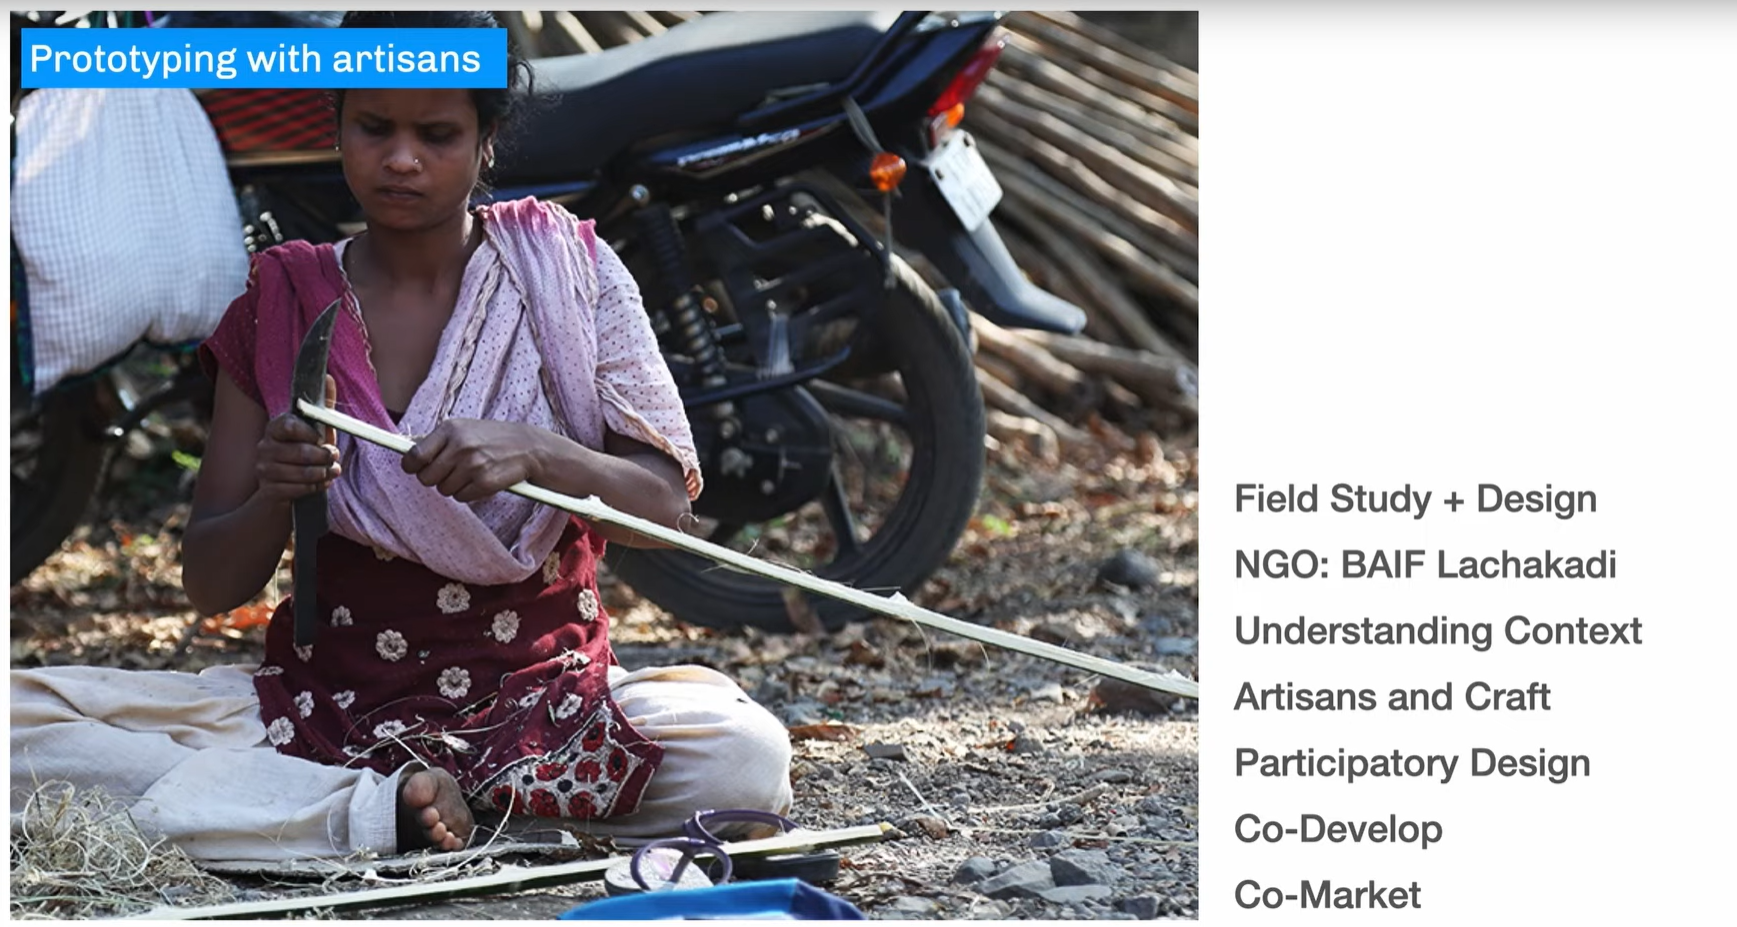 Prototyping with artisans
Field Study + Design
NGO: BAIF Lachakadi
Understanding Context
Artisans and Craft
Participatory Design
Co-Develop
Co-Market